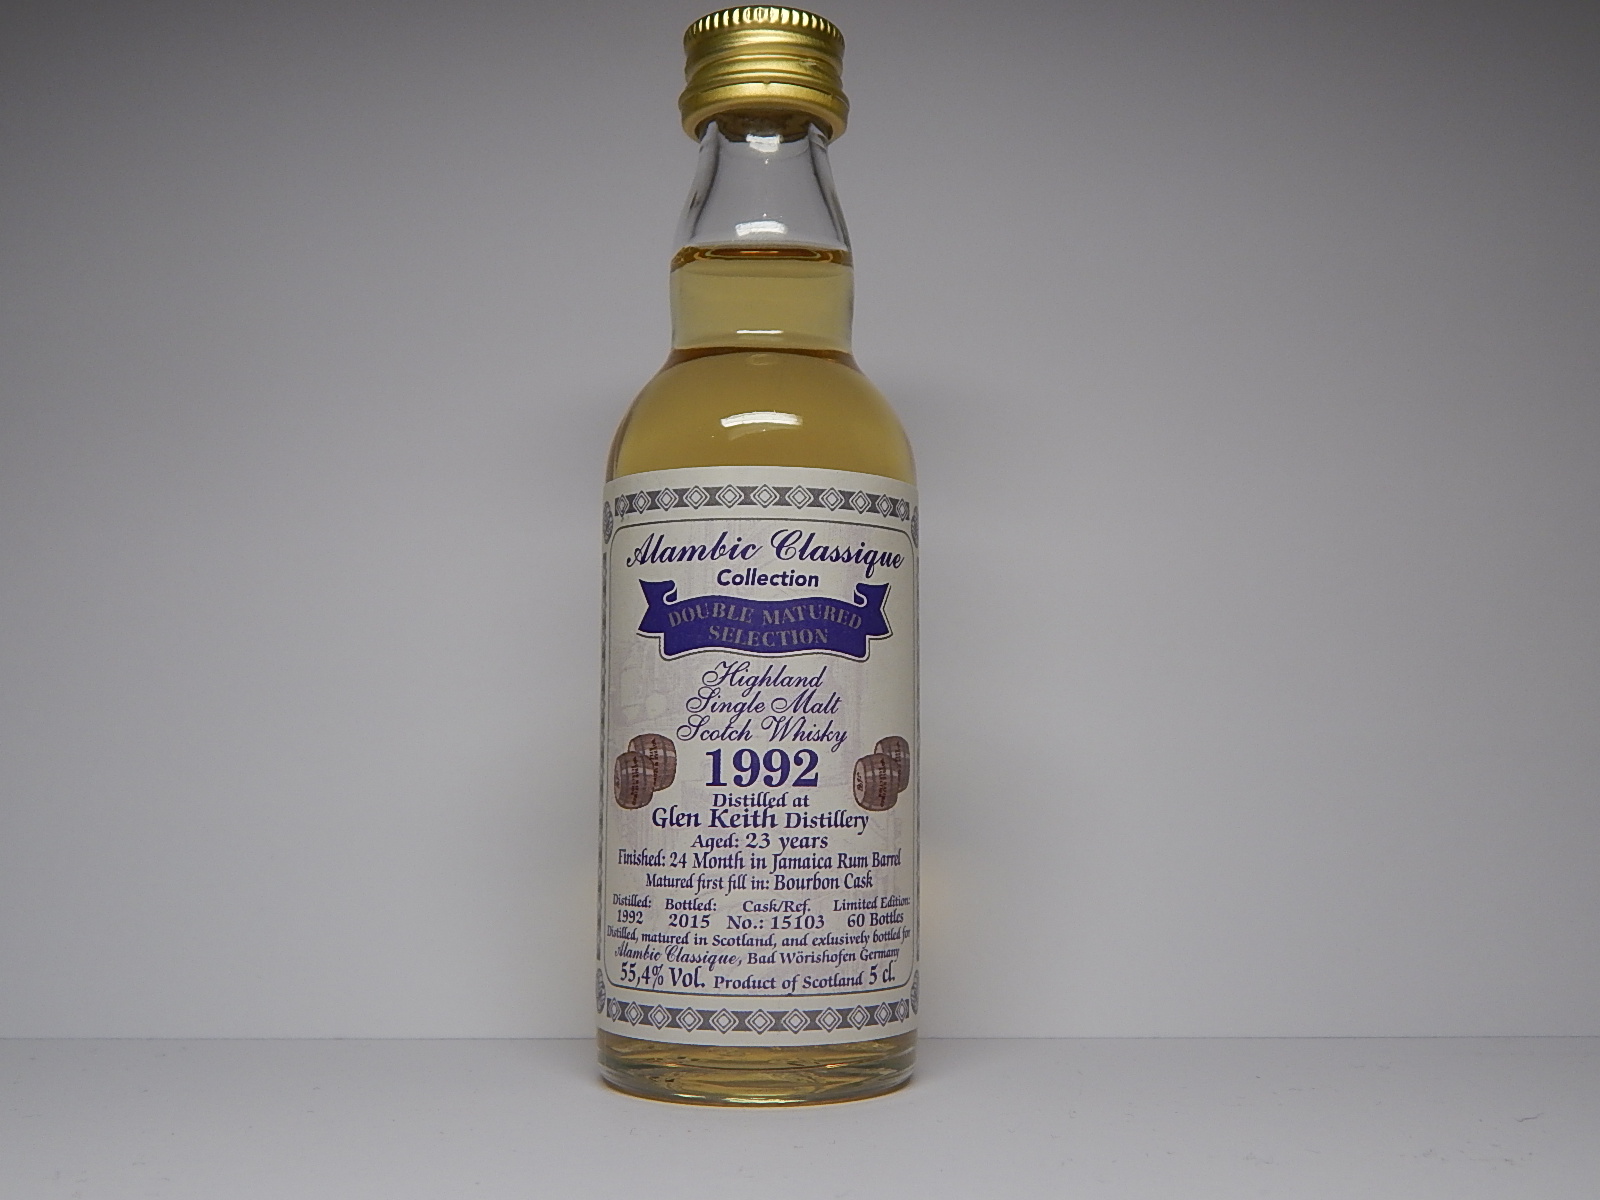 Alambic Classique
Collection
DOUBLE MATURED
SELECTION
Highland
Single Malt
Scotch Whisky
1992
Distilled at
Glen Keith Distillery
Aged: 23 years
Finished: 24 Month in Jamaica Rum Barrel
Matured first fill in: Bourbon Cask
Distilled: Bottled: Cask/Ref. Limited Edition:
1992 2015 No.: 15103 60 Bottles
Distilled, matured in Scotland, and exlusively bottled for
Alambic Classique, Bad Wörishofen Germany
55,4% Vol. Product of Scotland 5 cl.